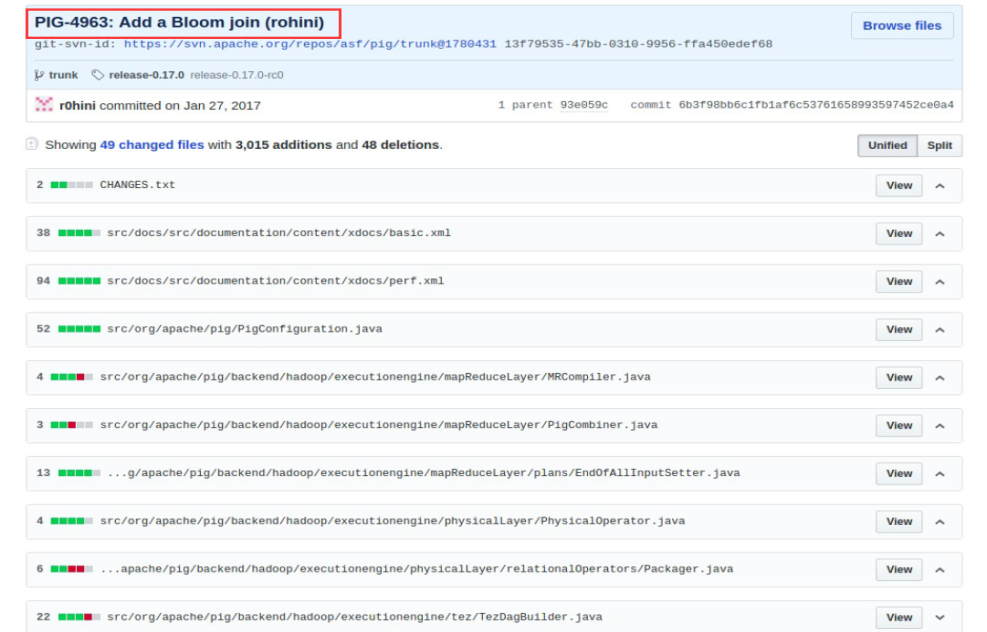 PIG-4963: Add a Bloom join (rohini)
Browse files
git-svn-id: https://svn.apache.org/repos/asf/pig/trunk@1780431 13f79535-47bb-0310-9956-ffa450edef68
trunk release-0.17.0 release-0.17.0-rc0
r0hini committed on Jan 27, 2017 1 parent 93e059c commit 6b3f98bb6c1fb1af6c53761658993597452ce0a4
Showing 49 changed files with 3,015 additions and 48 deletions. Unified Split
2 CHANGES.txt View
38 src/docs/src/documentation/content/xdocs/basic.xml View
94 src/docs/src/documentation/content/xdocs/perf.xml View
52 src/org/apache/pig/PigConfiguration.java View
4 src/org/apache/pig/backend/hadoop/executionengine/mapReduceLayer/MRCompiler.java View
3 src/org/apache/pig/backend/hadoop/executionengine/mapReduceLayer/PigCombiner.java View
13 ...g/apache/pig/backend/hadoop/executionengine/mapReduceLayer/plans/EndOfAllInputSetter.java View
4 src/org/apache/pig/backend/hadoop/executionengine/physicalLayer/PhysicalOperator.java View
6 ...apache/pig/backend/hadoop/executionengine/physicalLayer/relationalOperators/Packager.java View
22 src/org/apache/pig/backend/hadoop/executionengine/tez/TezDagBuilder.java View